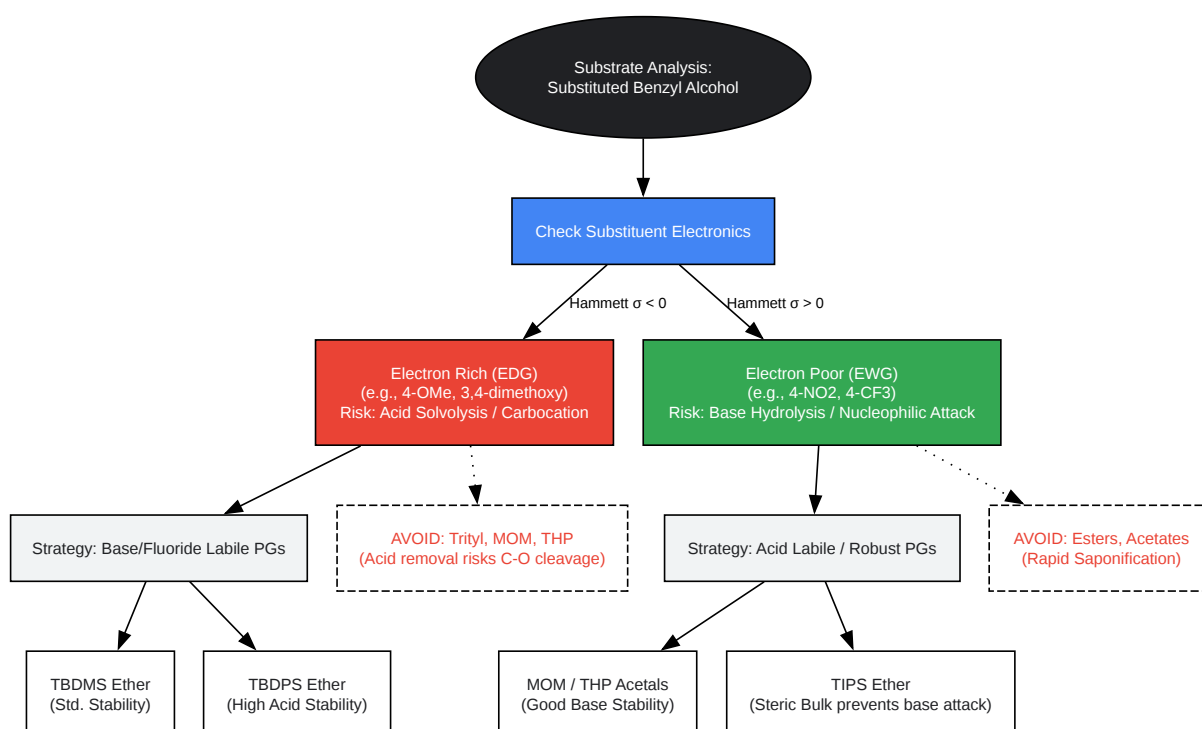 Substrate Analysis:
Substituted Benzyl Alcohol
Check Substituent Electronics
Hammett σ < 0
Hammett σ > 0
Electron Rich (EDG)
(e.g., 4-OMe, 3,4-dimethoxy)
Risk: Acid Solvolysis / Carbocation
Electron Poor (EWG)
(e.g., 4-NO2, 4-CF3)
Risk: Base Hydrolysis / Nucleophilic Attack
Strategy: Base/Fluoride Labile PGs
AVOID: Trityl, MOM, THP
(Acid removal risks C-O cleavage)
Strategy: Acid Labile / Robust PGs
AVOID: Esters, Acetates
(Rapid Saponification)
TBDMS Ether
(Std. Stability)
TBDPS Ether
(High Acid Stability)
MOM / THP Acetals
(Good Base Stability)
TIPS Ether
(Steric Bulk prevents base attack)